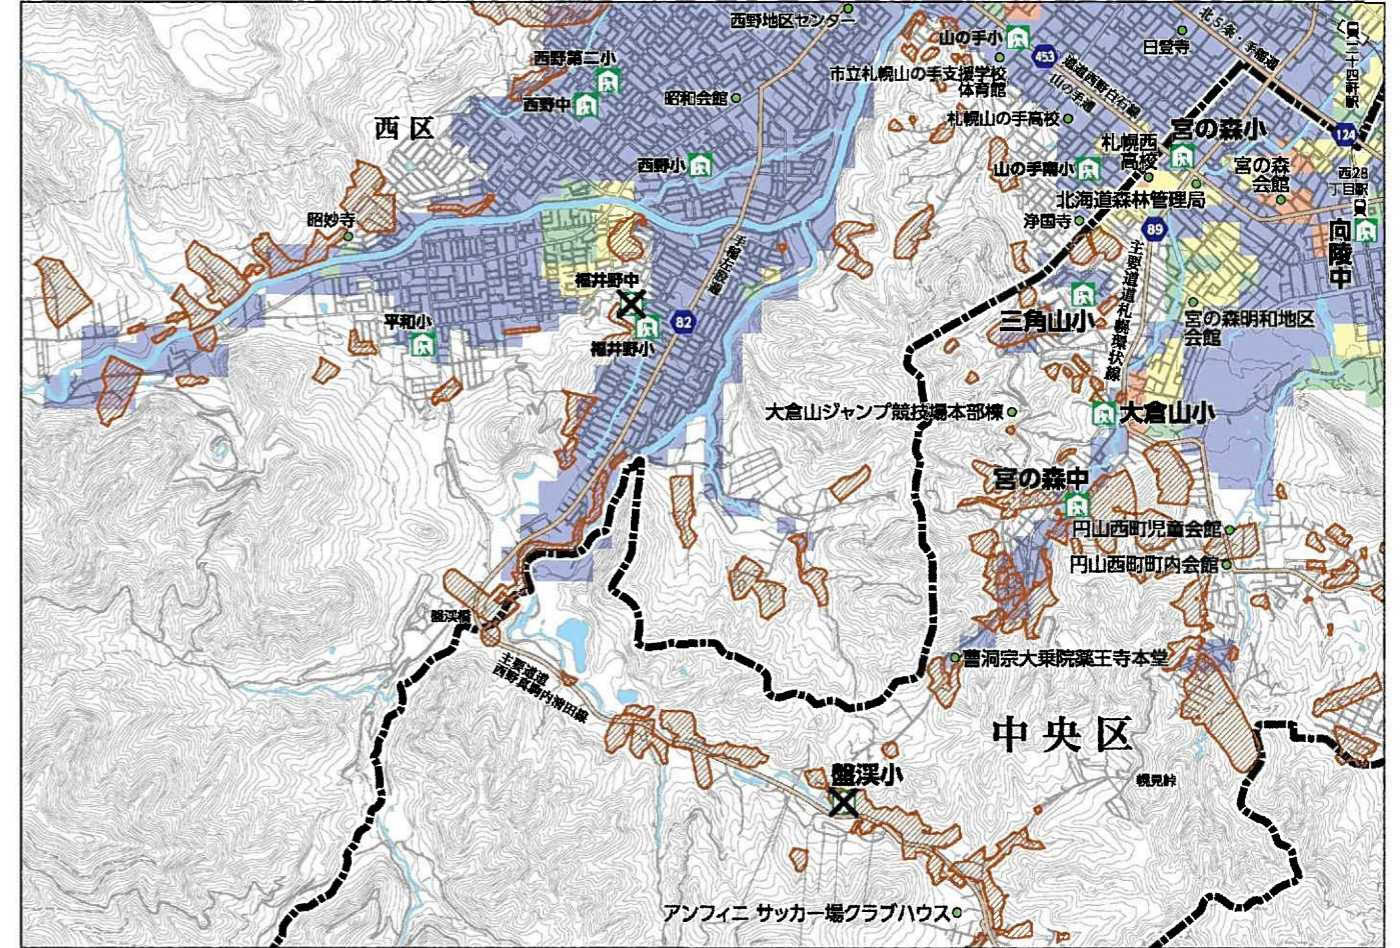 西野地区センター
西野第二小
西野中
昭和会館
西区
西野小
昭妙寺
平和小
福井野中
福井野小
82
手稲左股線
山の手小
453
道道西野白石線
山の手通
北5条・手稲通
日登寺
二十四軒駅
市立札幌山の手支援学校
体育館
札幌山の手高校
124
宮の森小
札幌西
高校
山の手南小
宮の森
会館
西28
丁目駅
北海道森林管理局
浄国寺
89
向陵中
主要道道札幌環状線
三角山小
宮の森明和地区
会館
大倉山ジャンプ競技場本部棟
大倉山小
宮の森中
円山西町児童会館
円山西町町内会館
盤渓橋
主要道道
西野真駒内清田線
曹洞宗大乗院薬王寺本堂
中央区
盤渓小
幌見峠
アンフィニ サッカー場クラブハウス